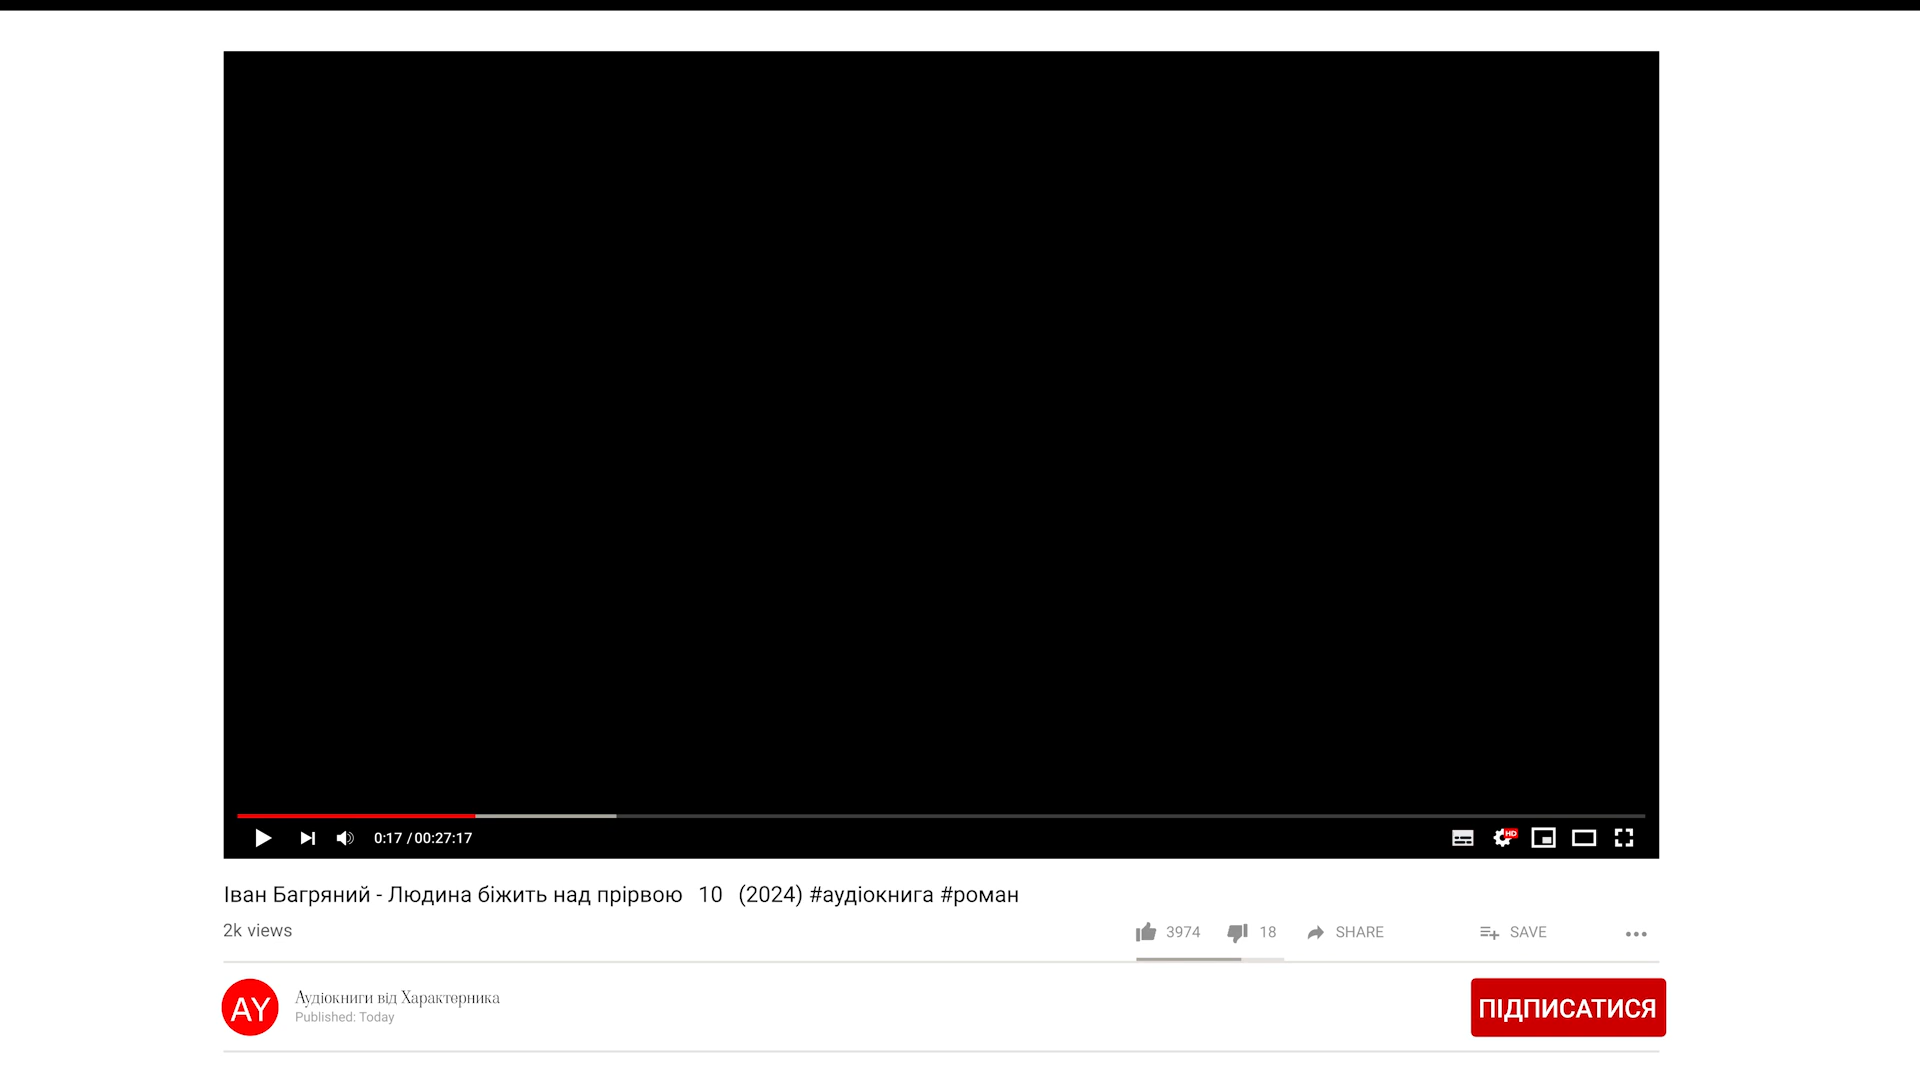 0:17 / 00:27:17
HD
Іван Багряний - Людина біжить над прірвою 10 (2024) #аудіокнига #роман
2k views
3974
18
SHARE
SAVE
AY
Аудіокниги від Характерника
Published: Today
ПІДПИСАТИСЯ